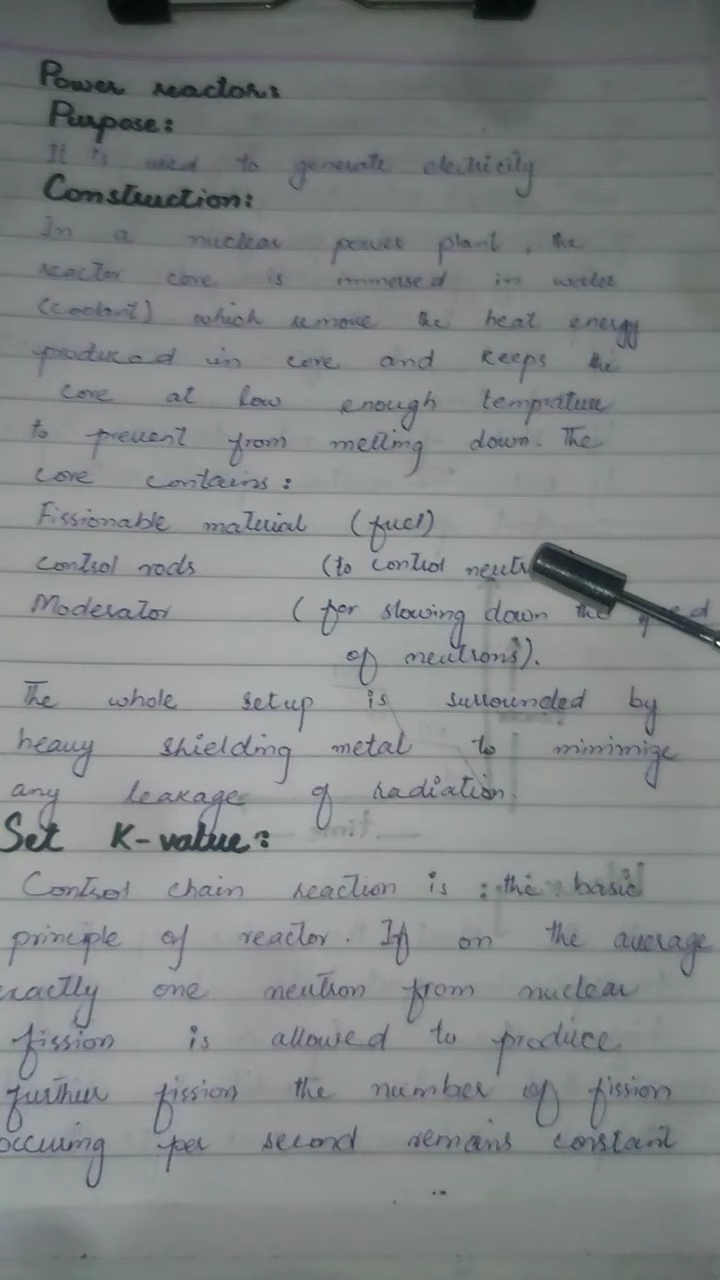 Power reactor:
Purpose:
It is used to generate electricity
Construction:
In a nuclear power plant, the
reactor core is immersed in water
(coolant) which remove the heat energy
produced in core and keeps the
core at low enough temprature
to prevent from melting down. The
core contains:
Fissionable material (fuel)
control rods (to control neut
Moderator ( for slowing down the
of neutrons).
The whole setup is surrounded by
heavy shielding metal to minimize
any leakage of radiation.
Set K-value:
Control chain reaction is : the basic
principle of reactor. If on the average
xactly one neutron from nuclear
fission is allowed to produce
further fission the number of fission
occuring per second remains constant